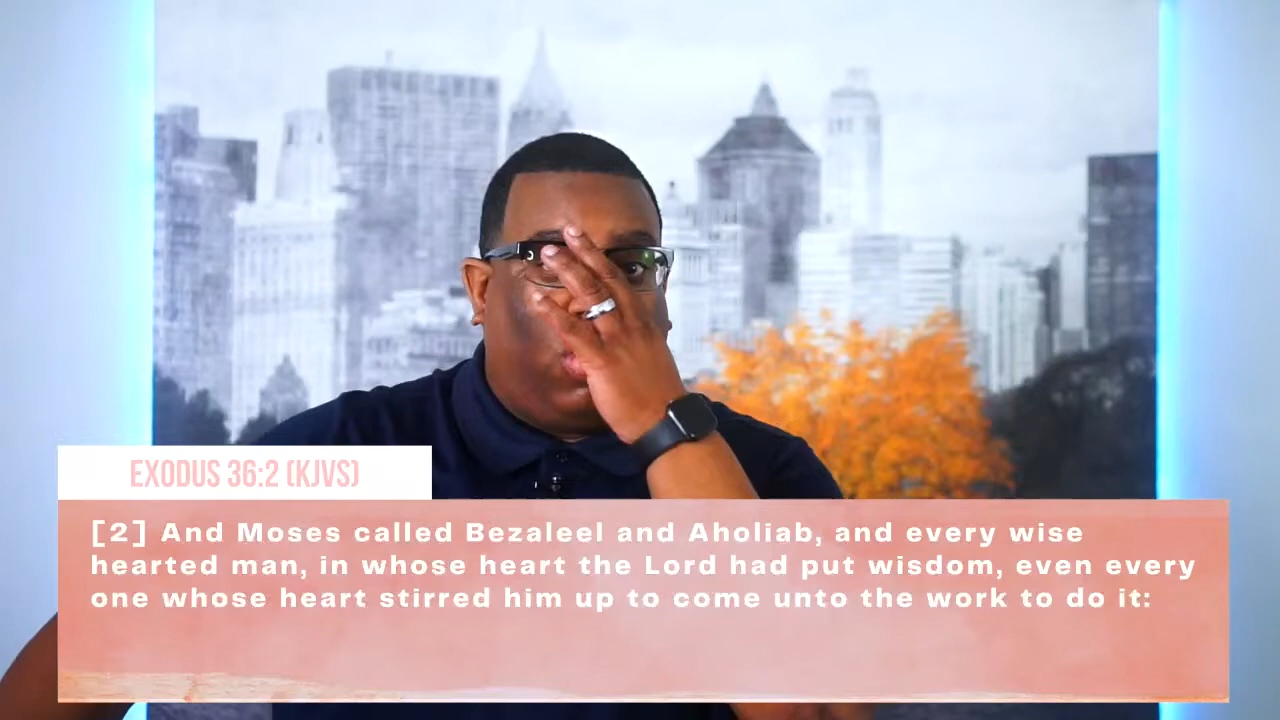 EXODUS 36:2 (KJVS)
[2] And Moses called Bezaleel and Aholiab, and every wise
hearted man, in whose heart the Lord had put wisdom, even every
one whose heart stirred him up to come unto the work to do it: